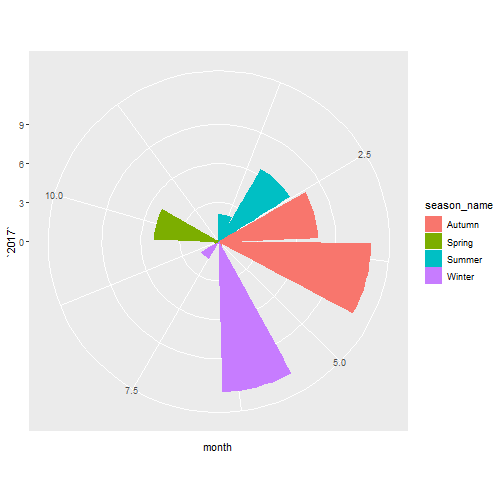 9
6
3
0
`2017`
2.5
5.0
7.5
10.0
month
season_name
Autumn
Spring
Summer
Winter